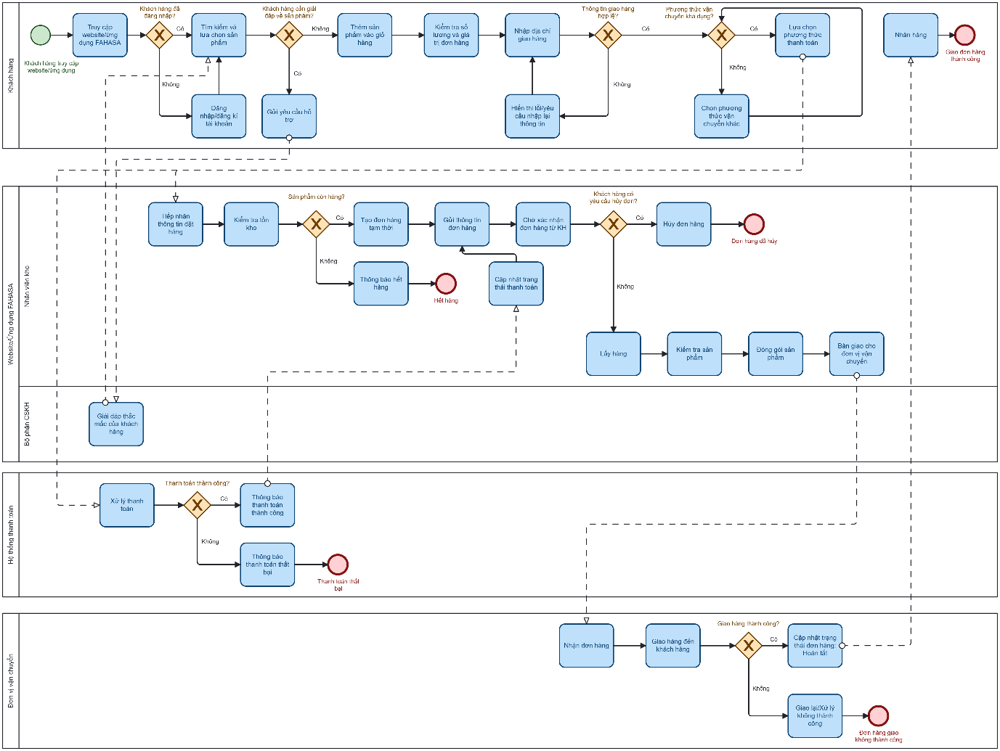 Khách hàng
Khách hàng truy cập
website/ứng dụng
Truy cập
website/ứng
dụng FAHASA
Khách hàng đã
đăng nhập?
Có
Không
Tìm kiếm và
lựa chọn sản
phẩm
Đăng
nhập/đăng kí
tài khoản
Khách hàng cần giải
đáp về sản phẩm?
Không
Có
Gửi yêu cầu hỗ
trợ
Thêm sản
phẩm vào giỏ
hàng
Kiểm tra số
lượng và giá
trị đơn hàng
Nhập địa chỉ
giao hàng
Thông tin giao hàng
hợp lệ?
Có
Không
Hiển thị lỗi/yêu
cầu nhập lại
thông tin
Phương thức vận
chuyển khả dụng?
Có
Không
Chọn phương
thức vận
chuyển khác
Lựa chọn
phương thức
thanh toán
Nhận hàng
Giao đơn hàng
thành công
Website/Ứng dụng FAHASA
Nhân viên kho
Tiếp nhận
thông tin đặt
hàng
Kiểm tra tồn
kho
Sản phẩm còn hàng?
Có
Không
Tạo đơn hàng
tạm thời
Thông báo hết
hàng
Hết hàng
Gửi thông tin
đơn hàng
Cập nhật trạng
thái thanh toán
Chờ xác nhận
đơn hàng từ KH
Khách hàng có
yêu cầu hủy đơn?
Có
Không
Hủy đơn hàng
Đơn hàng đã hủy
Lấy hàng
Kiểm tra sản
phẩm
Đóng gói sản
phẩm
Bàn giao cho
đơn vị vận
chuyển
Bộ phận CSKH
Giải đáp thắc
mắc của khách
hàng
Hệ thống thanh toán
Xử lý thanh
toán
Thanh toán thành công?
Có
Không
Thông báo
thanh toán
thành công
Thông báo
thanh toán thất
bại
Thanh toán thất
bại
Đơn vị vận chuyển
Nhận đơn hàng
Giao hàng đến
khách hàng
Giao hàng thành công?
Có
Không
Cập nhật trạng
thái đơn hàng:
Hoàn tất
Giao lại/Xử lý
không thành
công
Đơn hàng giao
không thành công